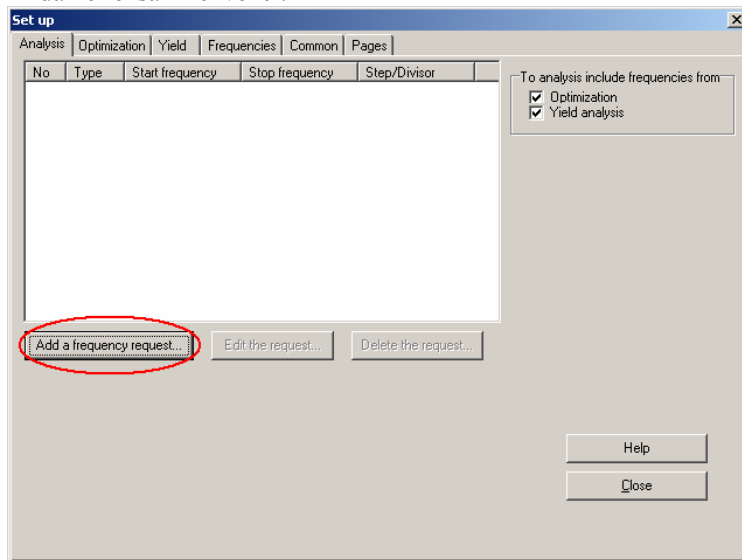 Set up
Analysis Optimization Yield Frequencies Common Pages
No Type Start frequency Stop frequency Step/Divisor
To analysis include frequencies from
Optimization
Yield analysis
Add a frequency request... Edit the request... Delete the request...
Help
Close